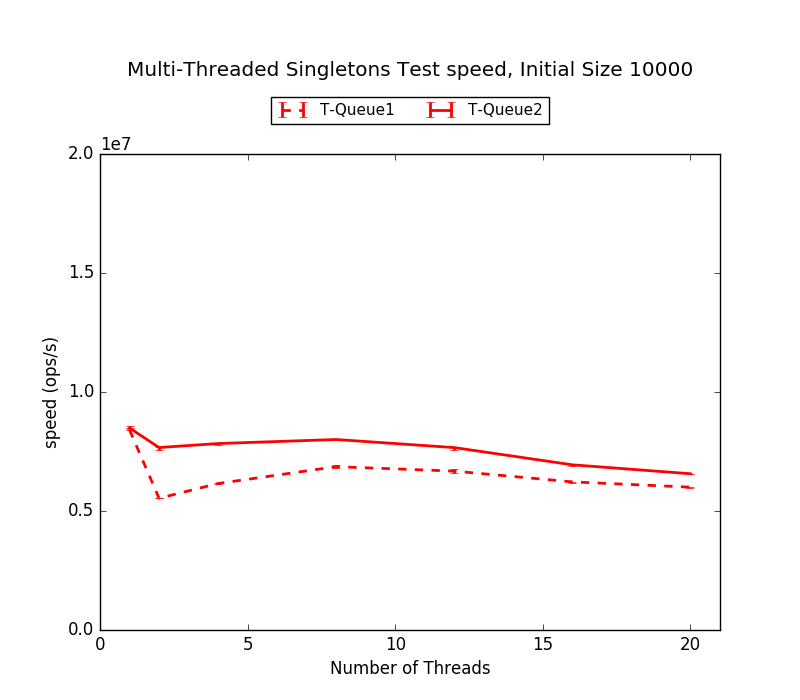 Multi-Threaded Singletons Test speed, Initial Size 10000
T-Queue1 T-Queue2
1e7
2.0
1.5
1.0
0.5
0.0
speed (ops/s)
0 5 10 15 20
Number of Threads